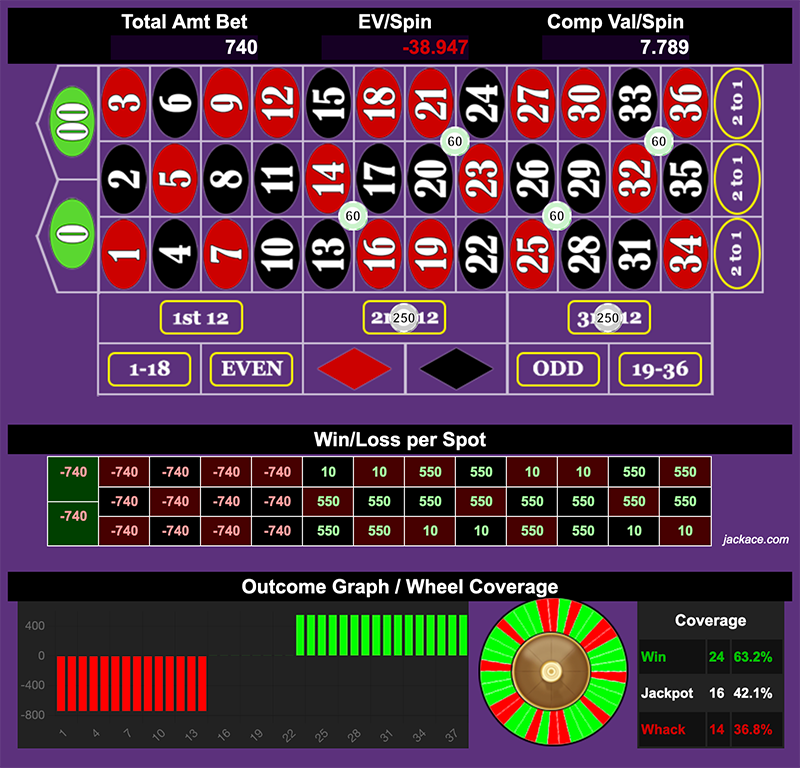 Total Amt Bet EV/Spin Comp Val/Spin
740 -38.947 7.789
00 3 6 9 12 15 18 21 24 27 30 33 36 2 to 1
60 60
0 2 5 8 11 14 17 20 23 26 29 32 35 2 to 1
60 60
1 4 7 10 13 16 19 22 25 28 31 34 2 to 1
1st 12 2 250 12 3 250 12
1-18 EVEN ODD 19-36
Win/Loss per Spot
-740 -740 -740 -740 -740 10 10 550 550 10 10 550 550
-740 -740 -740 -740 550 550 550 550 550 550 550 550
-740 -740 -740 -740 -740 550 550 10 10 550 550 10 10
jackace.com
Outcome Graph / Wheel Coverage
400
0
-400
-800
1 4 7 10 13 16 19 22 25 28 31 34 37
Coverage
Win 24 63.2%
Jackpot 16 42.1%
Whack 14 36.8%